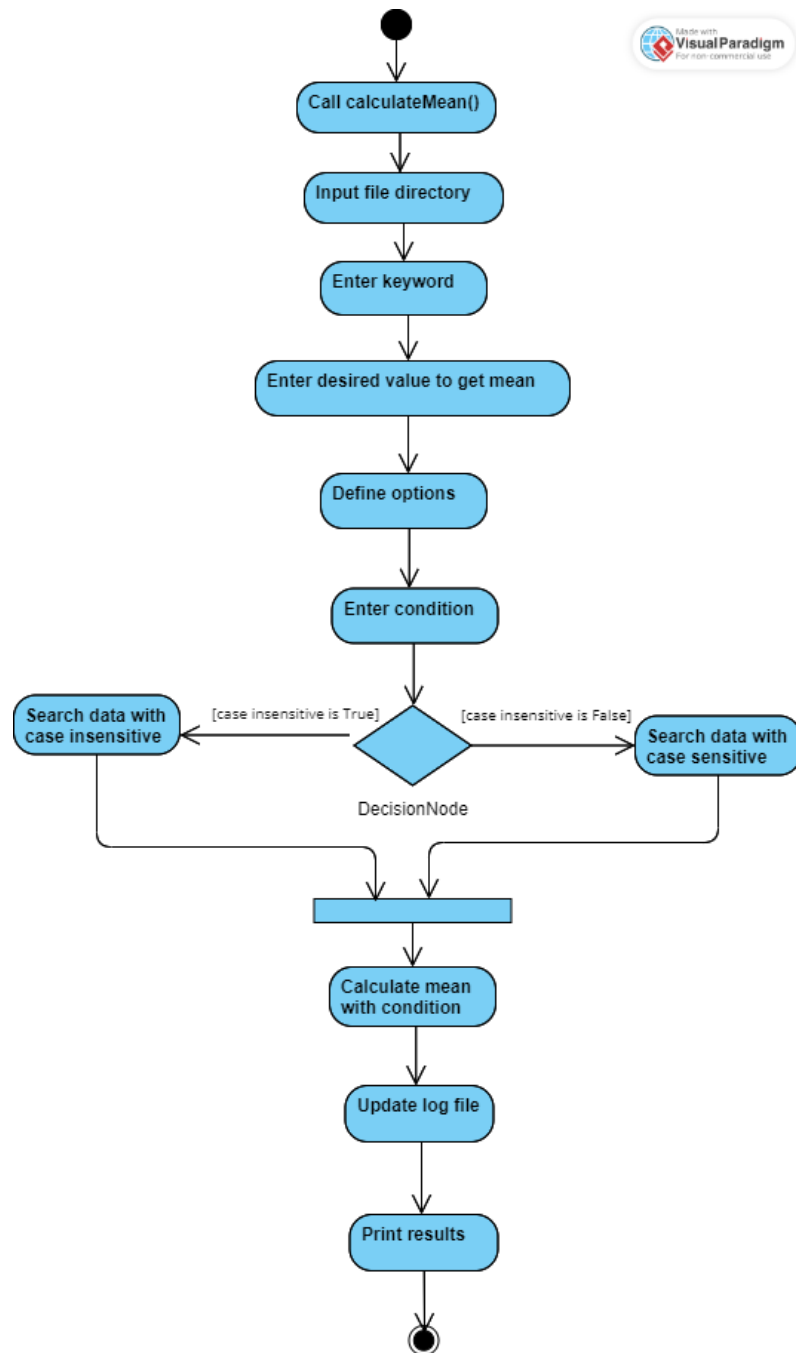 Made with
VisualParadigm
For non-commercial use
Call calculateMean()
Input file directory
Enter keyword
Enter desired value to get mean
Define options
Enter condition
[case insensitive is True]
[case insensitive is False]
Search data with
case insensitive
Search data with
case sensitive
DecisionNode
Calculate mean
with condition
Update log file
Print results